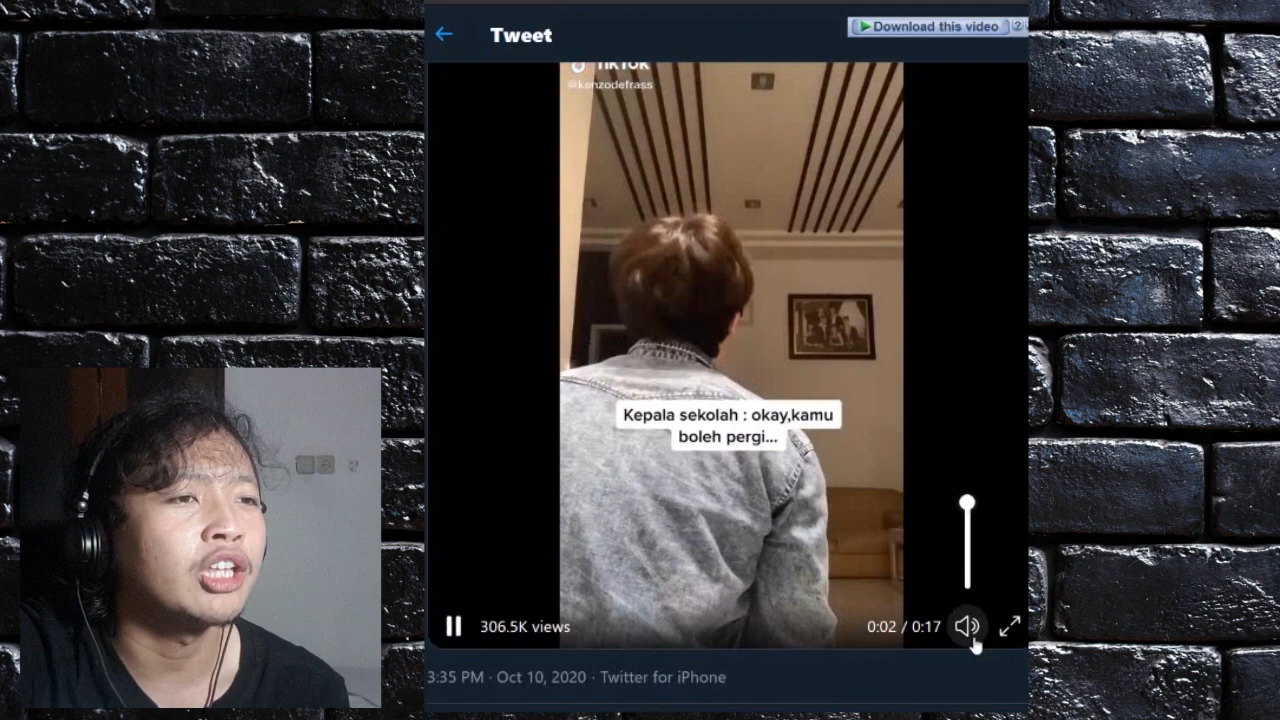 Tweet
Download this video
TikTok
@kenzodefrass
Kepala sekolah : okay,kamu
boleh pergi...
306.5K views
0:02 / 0:17
3:35 PM · Oct 10, 2020 · Twitter for iPhone